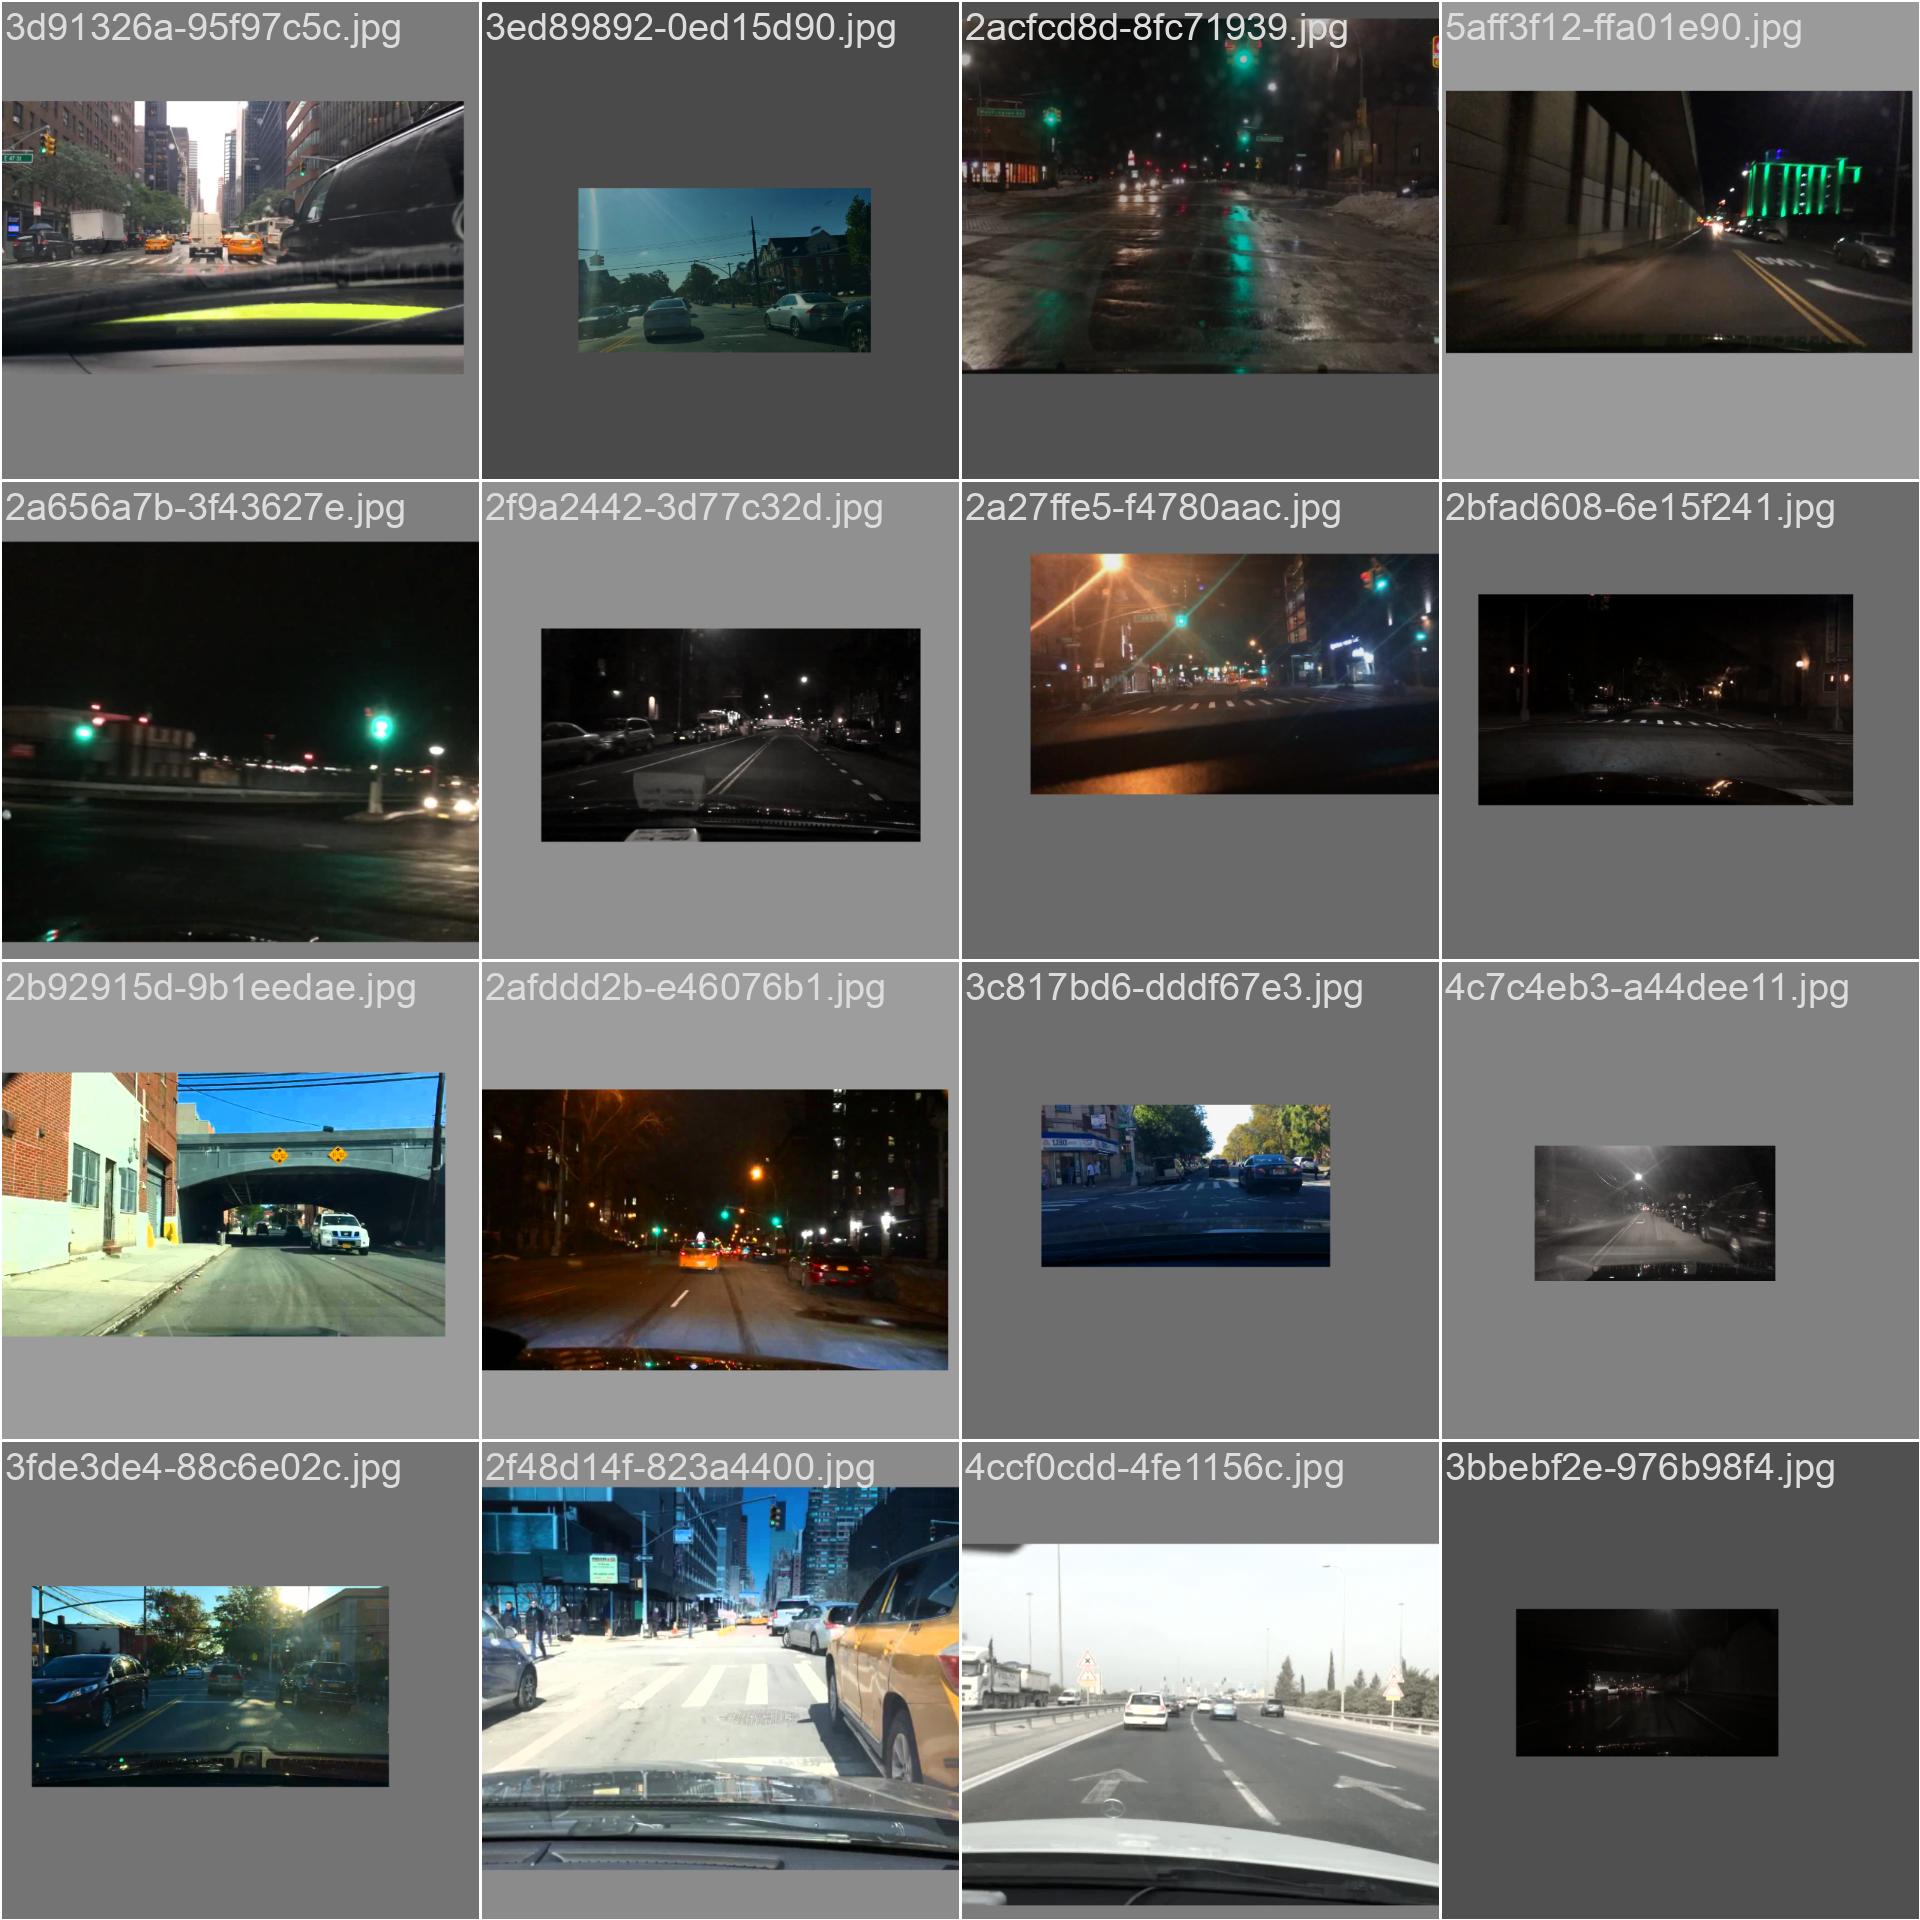 3d91326a-95f97c5c.jpg
3ed89892-0ed15d90.jpg
2acfcd8d-8fc71939.jpg
5aff3f12-ffa01e90.jpg
E 47 St
2a656a7b-3f43627e.jpg
2f9a2442-3d77c32d.jpg
2a27ffe5-f4780aac.jpg
2bfad608-6e15f241.jpg
2b92915d-9b1eedae.jpg
2afddd2b-e46076b1.jpg
3c817bd6-dddf67e3.jpg
4c7c4eb3-a44dee11.jpg
3fde3de4-88c6e02c.jpg
2f48d14f-823a4400.jpg
4ccf0cdd-4fe1156c.jpg
3bbebf2e-976b98f4.jpg